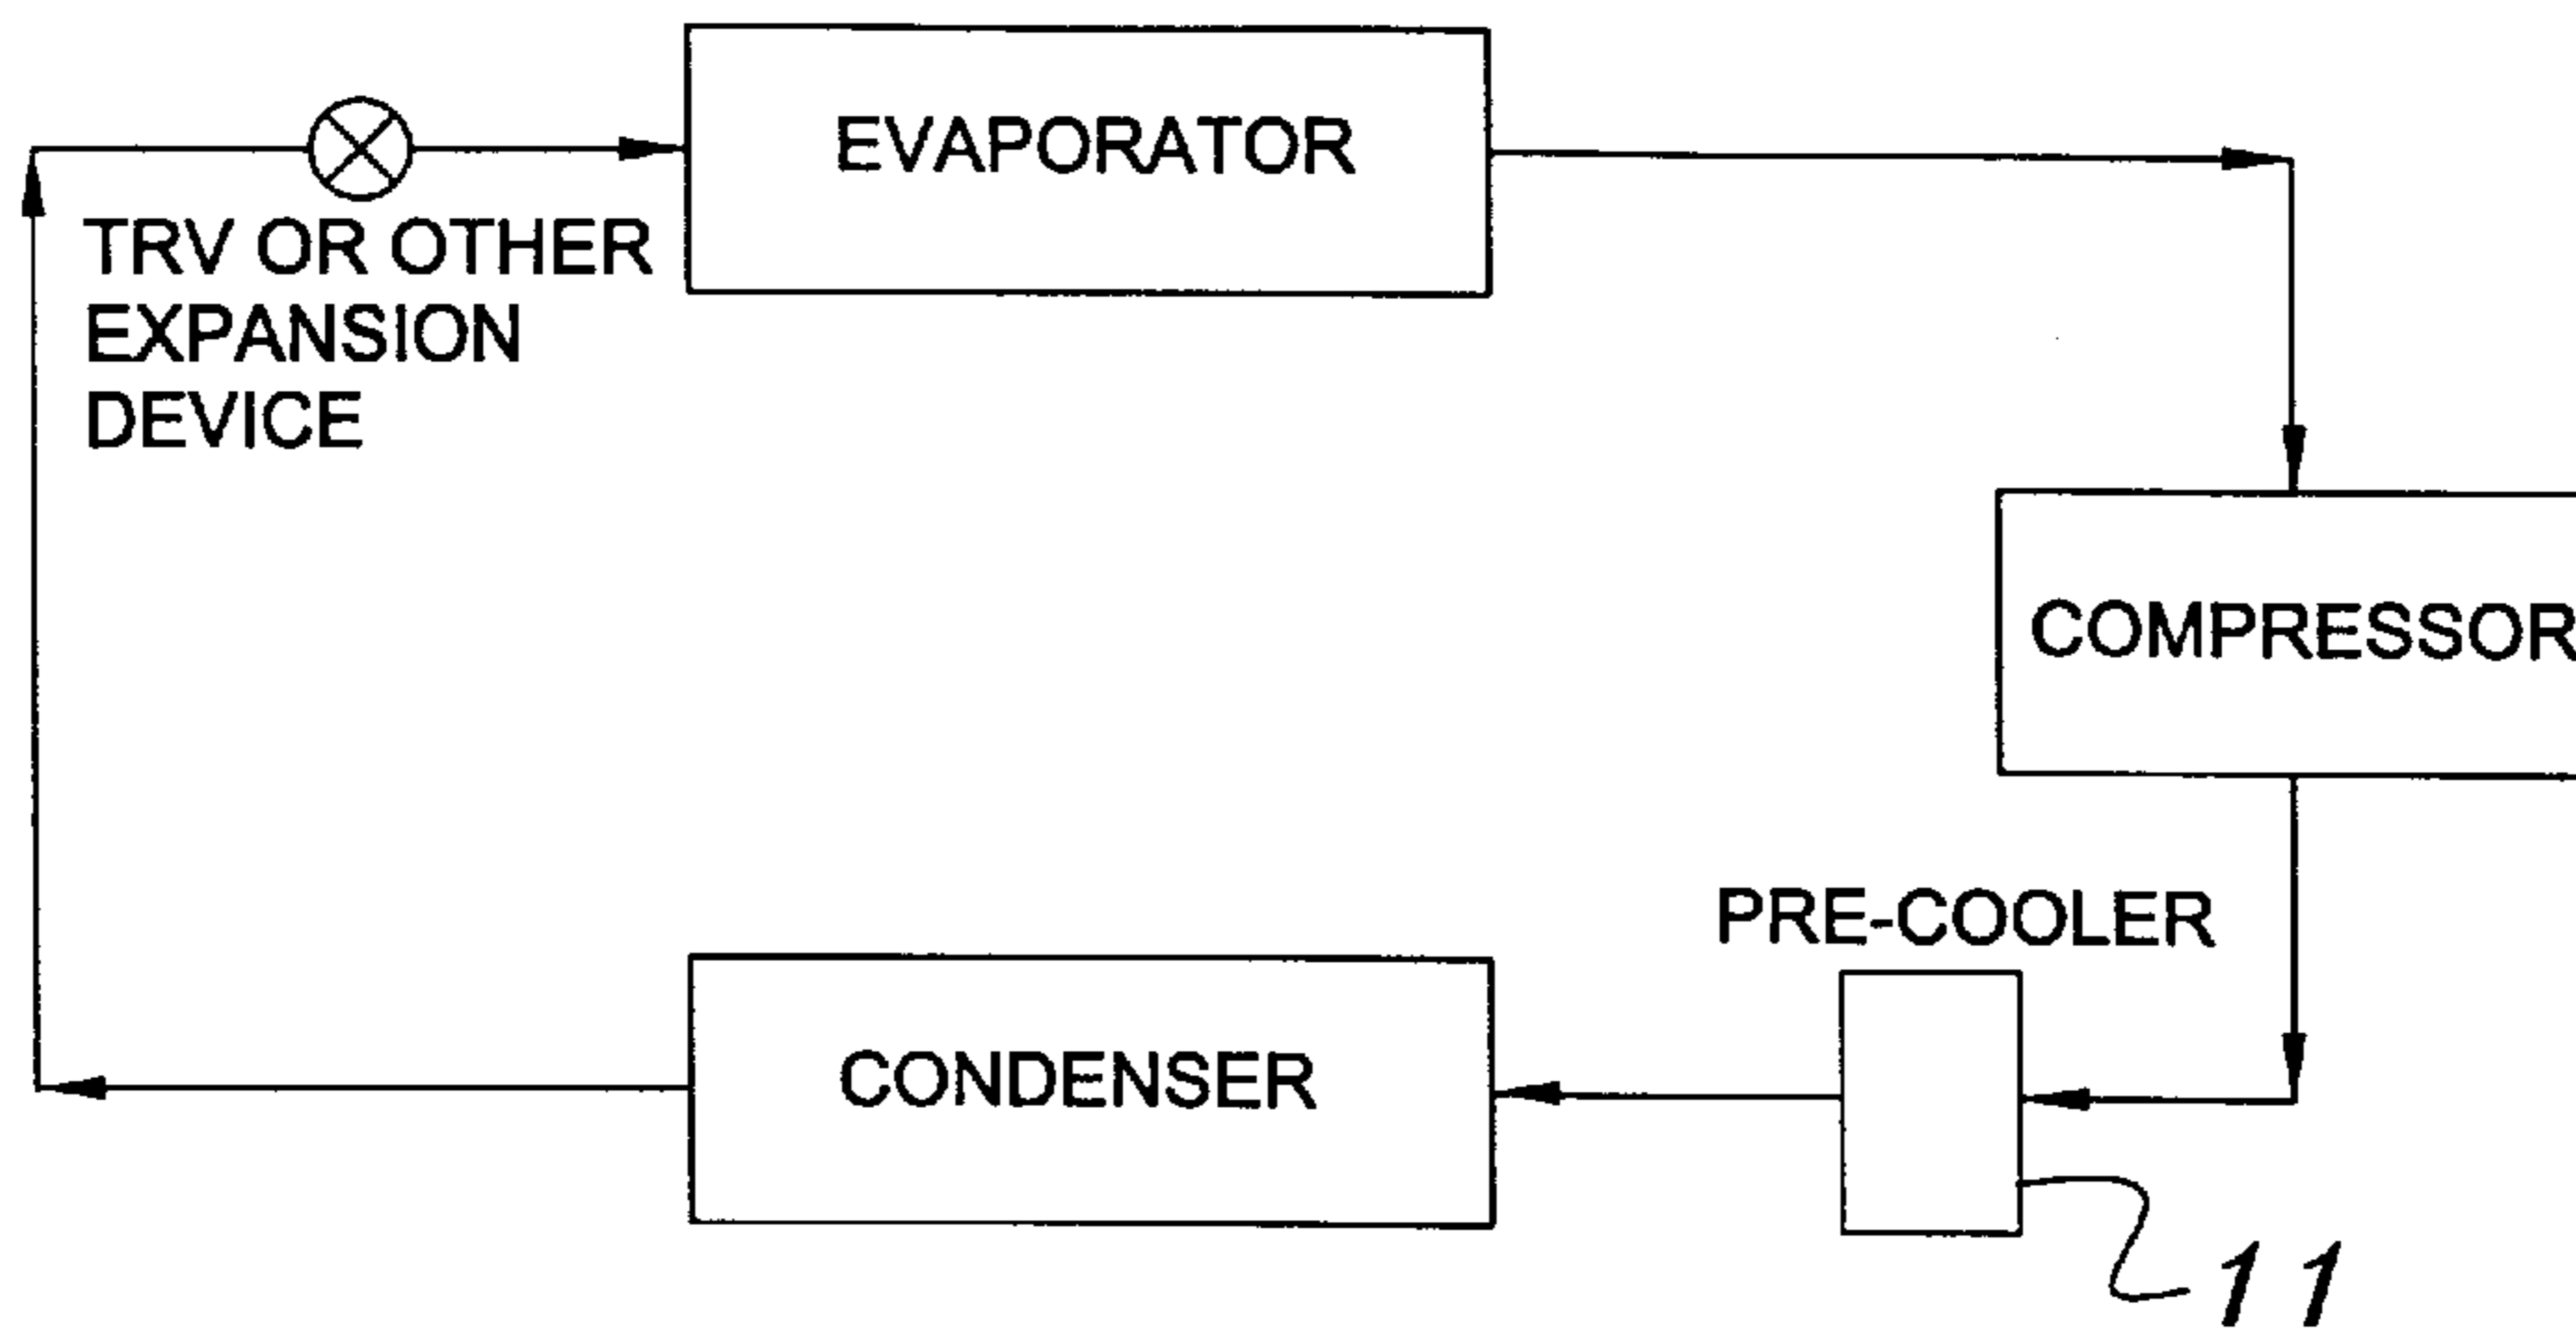 EVAPORATOR
TRV OR OTHER
EXPANSION
DEVICE
COMPRESSOR
PRE-COOLER
CONDENSER
11